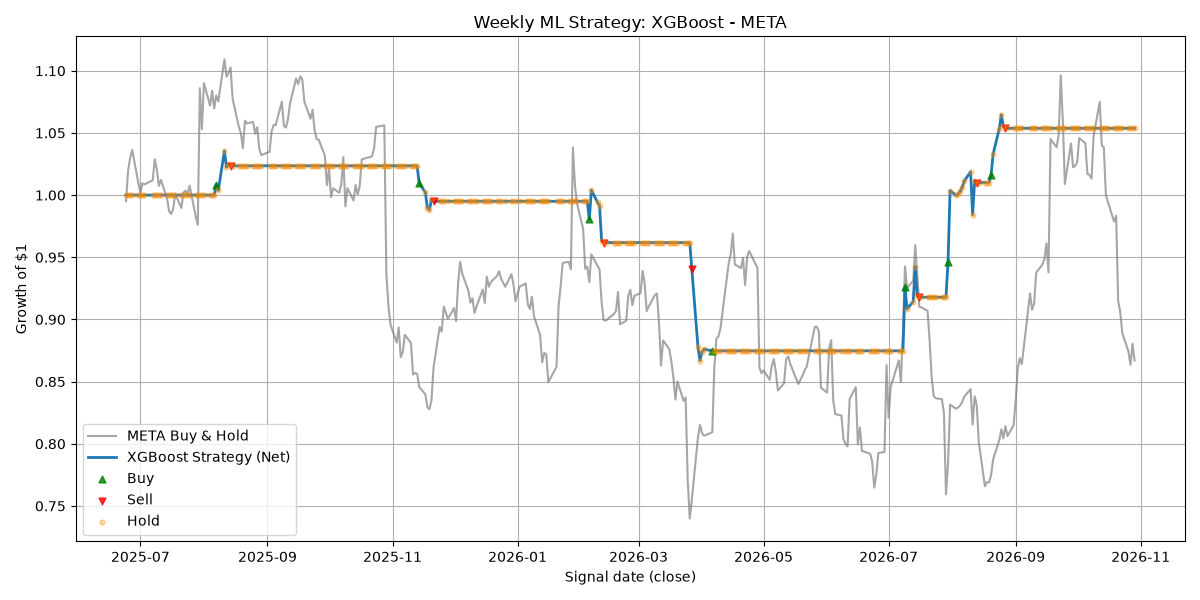 Weekly ML Strategy: XGBoost - META
Growth of $1
1.10
1.05
1.00
0.95
0.90
0.85
0.80
0.75
META Buy & Hold
XGBoost Strategy (Net)
Buy
Sell
Hold
2025-07
2025-09
2025-11
2026-01
2026-03
2026-05
2026-07
2026-09
2026-11
Signal date (close)